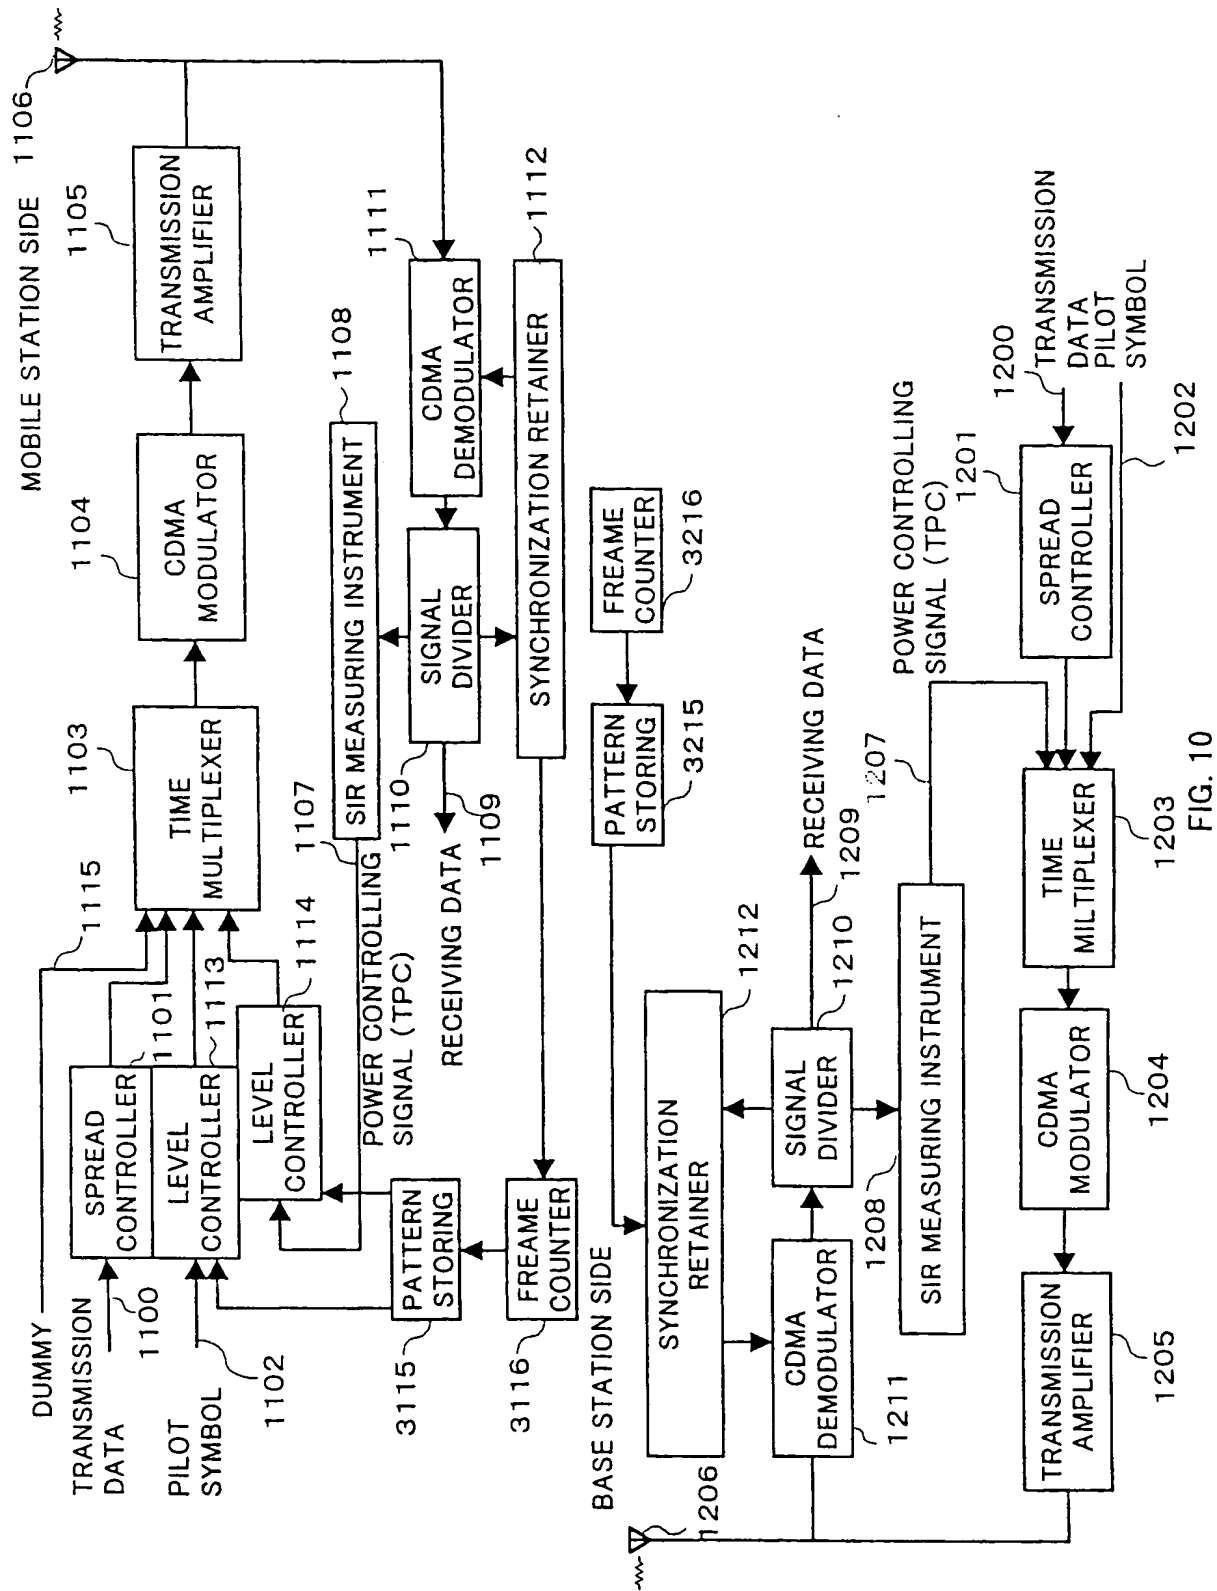 MOBILE STATION SIDE
1106
DUMMY
1115
TRANSMISSION
DATA
1100
SPREAD
CONTROLLER
1101
PILOT
SYMBOL
1102
LEVEL
CONTROLLER
1113
LEVEL
CONTROLLER
1114
TIME
MULTIPLEXER
1103
CDMA
MODULATOR
1104
TRANSMISSION
AMPLIFIER
1105
1107
POWER CONTROLLING
SIGNAL (TPC)
SIR MEASURING INSTRUMENT
1108
RECEIVING DATA
1109
SIGNAL
DIVIDER
1110
CDMA
DEMODULATOR
1111
SYNCHRONIZATION RETAINER
1112
PATTERN
STORING
3115
FREAME
COUNTER
3116
BASE STATION SIDE
1206
PATTERN
STORING
3215
FREAME
COUNTER
3216
SYNCHRONIZATION
RETAINER
1212
CDMA
DEMODULATOR
1211
SIGNAL
DIVIDER
1210
1209
RECEIVING DATA
1208
SIR MEASURING INSTRUMENT
1207
POWER CONTROLLING
SIGNAL (TPC)
TRANSMISSION
AMPLIFIER
1205
CDMA
MODULATOR
1204
TIME
MILTIPLEXER
1203
SPREAD
CONTROLLER
1201
1200
TRANSMISSION
DATA
PILOT
SYMBOL
1202
FIG. 10